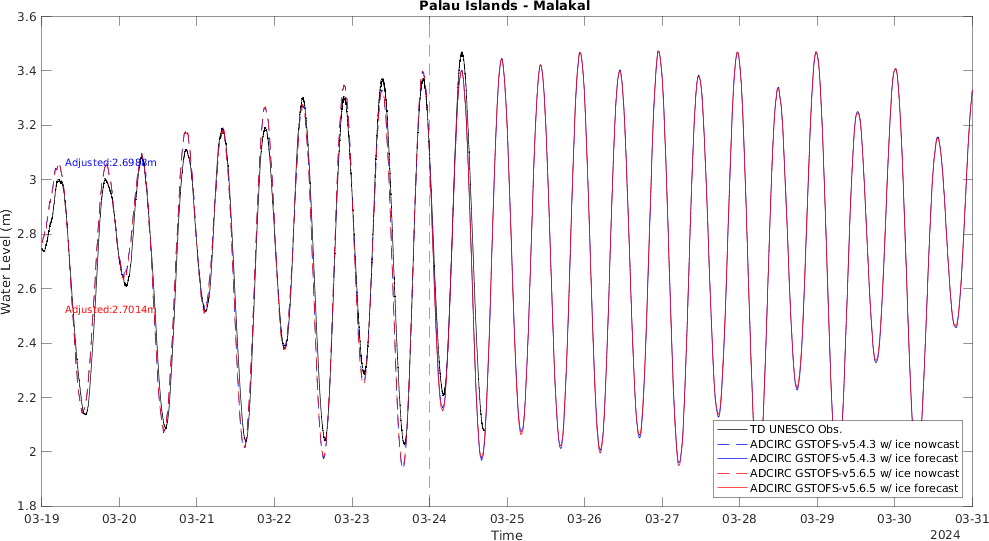 Palau Islands - Malakal
3.6
3.4
3.2
3
2.8
2.6
2.4
2.2
2
1.8
Water Level (m)
Adjusted:2.6988m
Adjusted:2.7014m
TD UNESCO Obs.
ADCIRC GSTOFS-v5.4.3 w/ ice nowcast
ADCIRC GSTOFS-v5.4.3 w/ ice forecast
ADCIRC GSTOFS-v5.6.5 w/ ice nowcast
ADCIRC GSTOFS-v5.6.5 w/ ice forecast
03-19 03-20 03-21 03-22 03-23 03-24 03-25 03-26 03-27 03-28 03-29 03-30 03-31
Time
2024